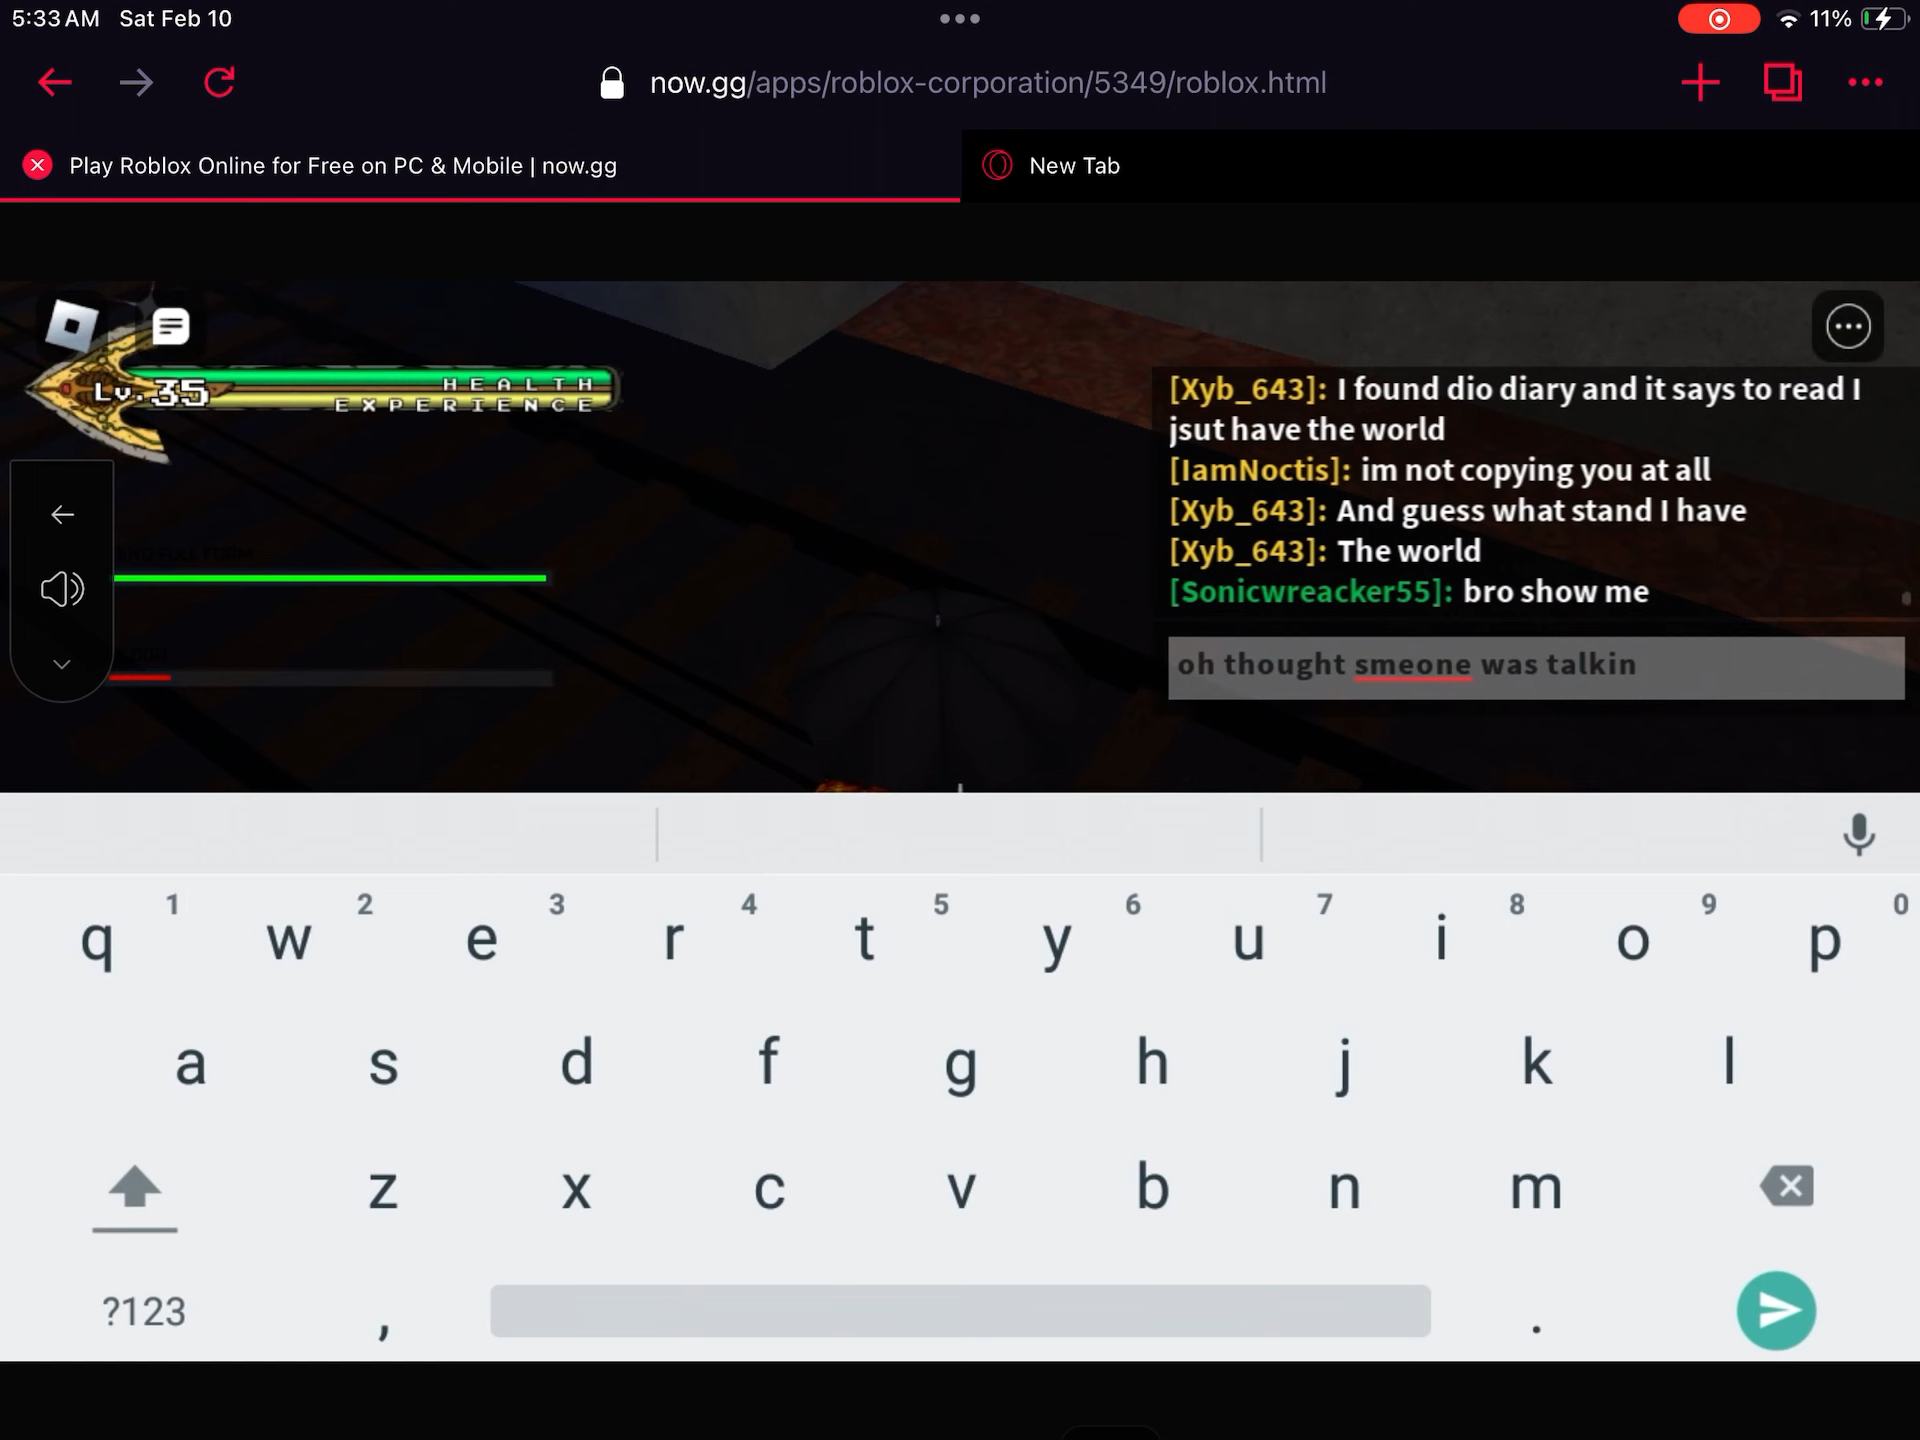 5:33 AM Sat Feb 10
11%
now.gg/apps/roblox-corporation/5349/roblox.html
Play Roblox Online for Free on PC & Mobile | now.gg
New Tab
Lv.35
HEALTH
EXPERIENCE
[Xyb_643]: I found dio diary and it says to read I
jsut have the world
[IamNoctis]: im not copying you at all
[Xyb_643]: And guess what stand I have
[Xyb_643]: The world
[Sonicwreacker55]: bro show me
FULL FORM
oh thought smeone was talkin
1 2 3 4 5 6 7 8 9 0
q w e r t y u i o p
a s d f g h j k l
z x c v b n m
?123 , .